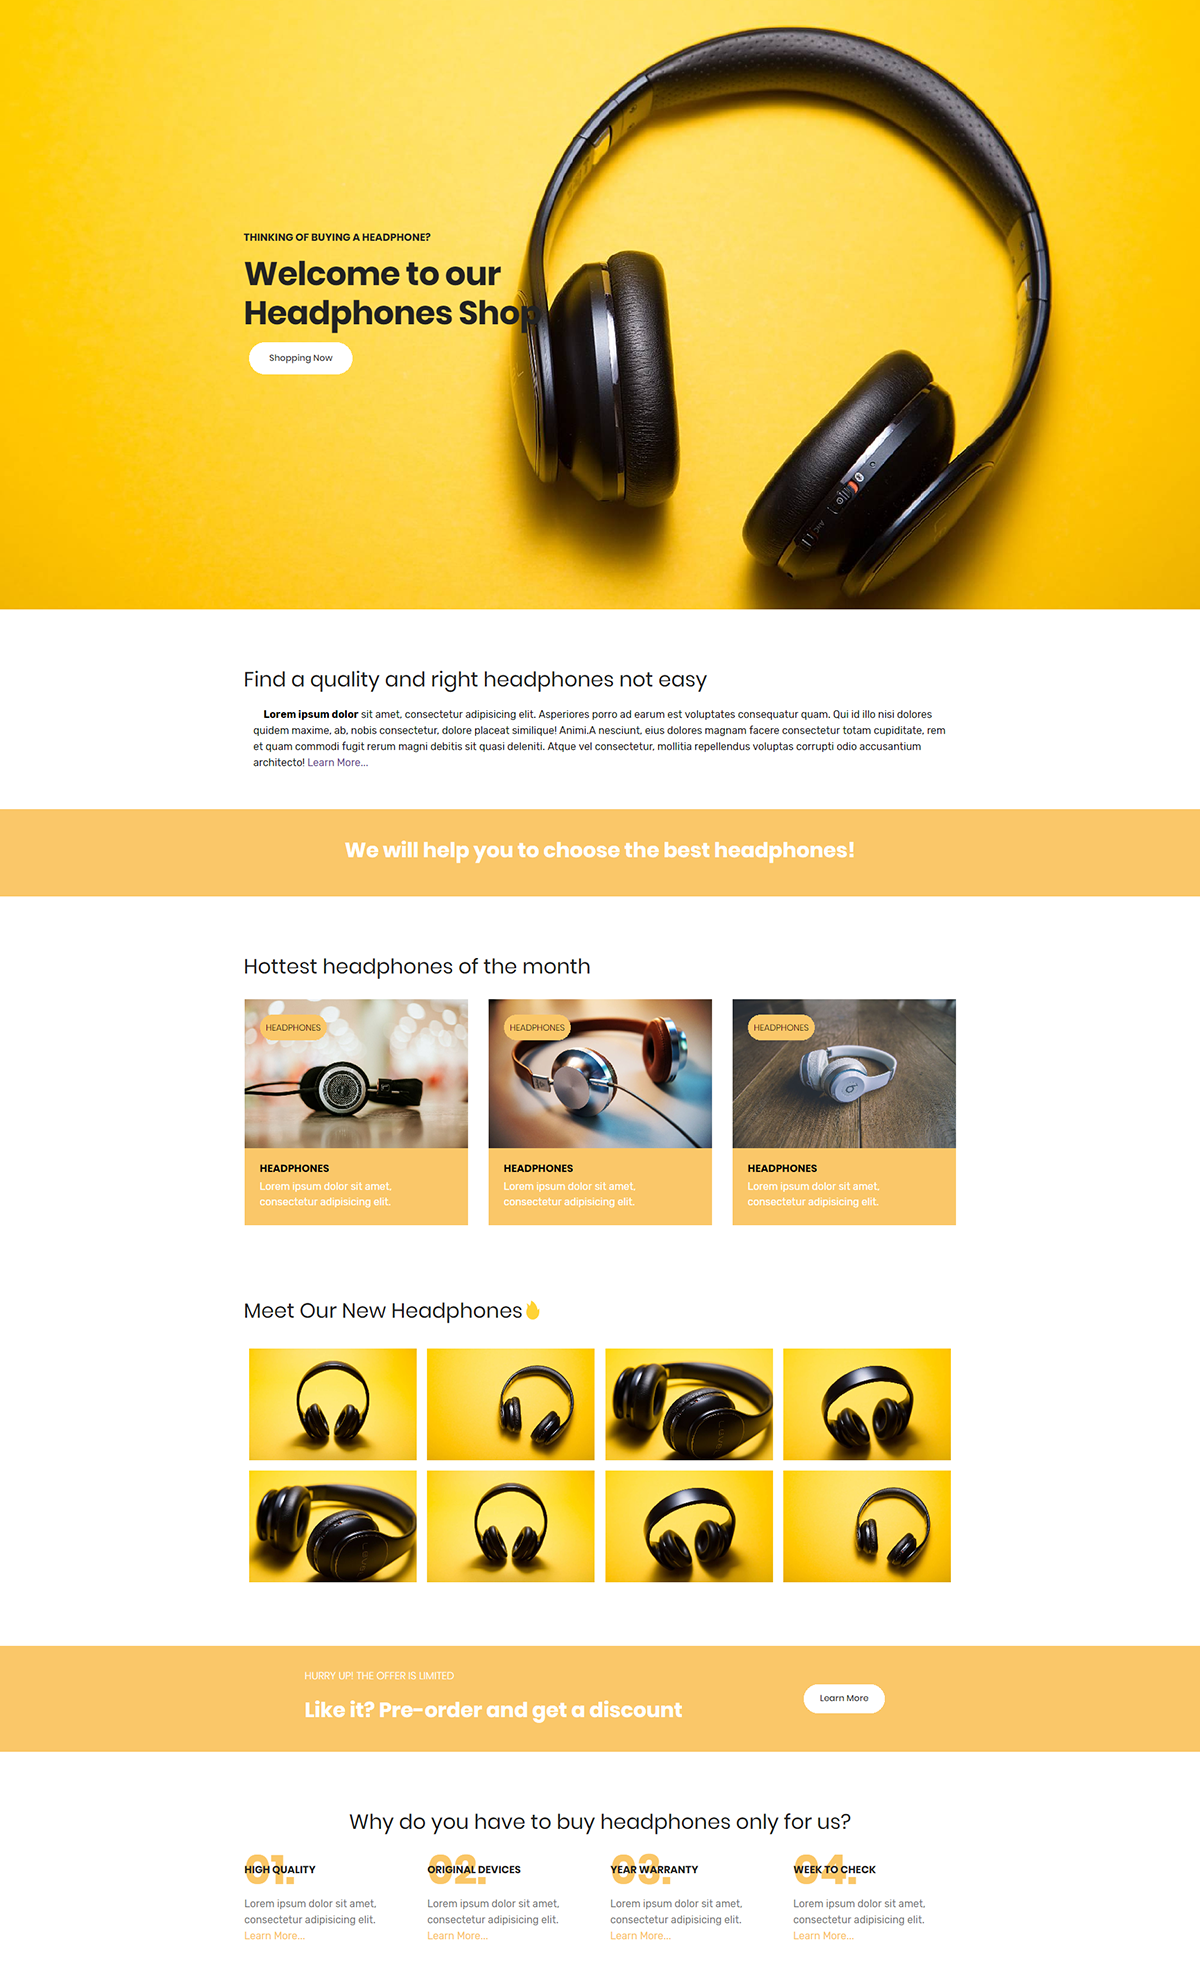 THINKING OF BUYING A HEADPHONE?
Welcome to our
Headphones Shop
Shopping Now
Find a quality and right headphones not easy
Lorem ipsum dolor sit amet, consectetur adipisicing elit. Asperiores porro ad earum est voluptates consequatur quam. Qui id illo nisi dolores
quidem maxime, ab, nobis consectetur, dolore placeat similique! Animi.A nesciunt, eius dolores magnam facere consectetur totam cupiditate, rem
et quam commodi fugit rerum magni debitis sit quasi deleniti. Atque vel consectetur, mollitia repellendus voluptas corrupti odio accusantium
architecto! Learn More...
We will help you to choose the best headphones!
Hottest headphones of the month
HEADPHONES
HEADPHONES
Lorem ipsum dolor sit amet,
consectetur adipisicing elit.
HEADPHONES
HEADPHONES
Lorem ipsum dolor sit amet,
consectetur adipisicing elit.
HEADPHONES
HEADPHONES
Lorem ipsum dolor sit amet,
consectetur adipisicing elit.
Meet Our New Headphones
HURRY UP! THE OFFER IS LIMITED
Like it? Pre-order and get a discount
Learn More
Why do you have to buy headphones only for us?
01.
HIGH QUALITY
Lorem ipsum dolor sit amet,
consectetur adipisicing elit.
Learn More...
02.
ORIGINAL DEVICES
Lorem ipsum dolor sit amet,
consectetur adipisicing elit.
Learn More...
03.
YEAR WARRANTY
Lorem ipsum dolor sit amet,
consectetur adipisicing elit.
Learn More...
04.
WEEK TO CHECK
Lorem ipsum dolor sit amet,
consectetur adipisicing elit.
Learn More...